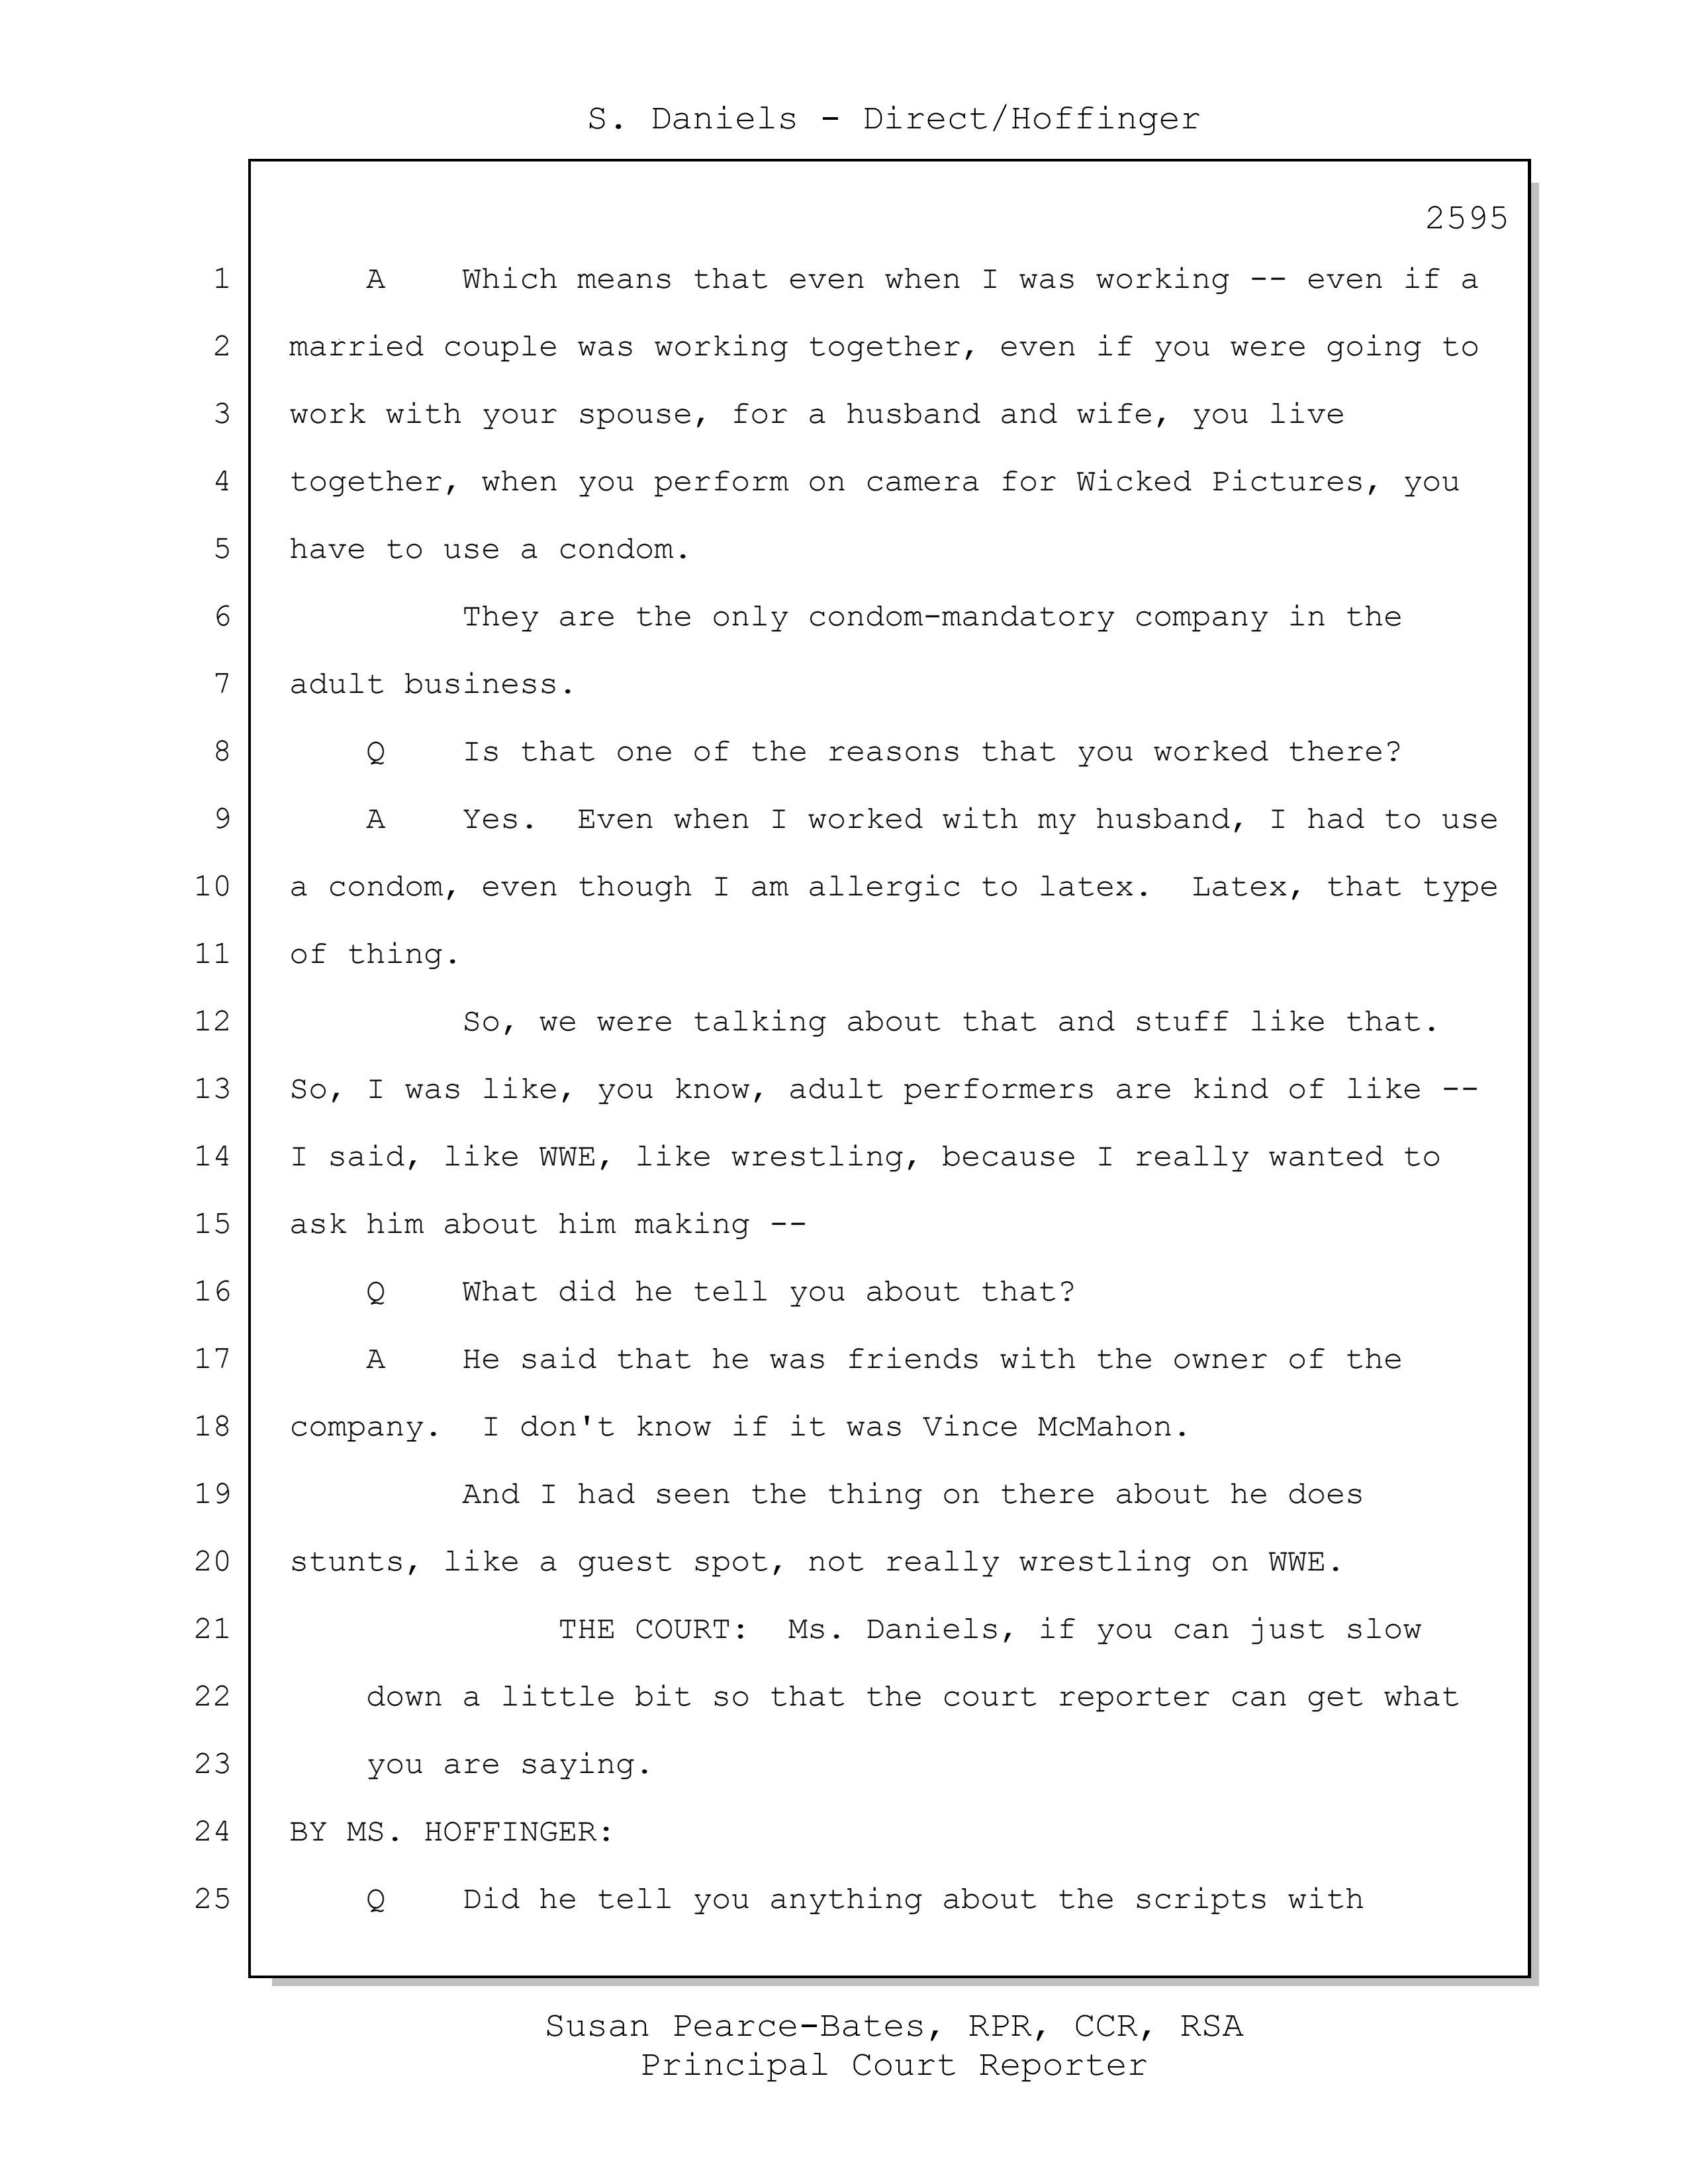 S. Daniels - Direct/Hoffinger
2595
1 A Which means that even when I was working -- even if a
2 married couple was working together, even if you were going to
3 work with your spouse, for a husband and wife, you live
4 together, when you perform on camera for Wicked Pictures, you
5 have to use a condom.
6 They are the only condom-mandatory company in the
7 adult business.
8 Q Is that one of the reasons that you worked there?
9 A Yes. Even when I worked with my husband, I had to use
10 a condom, even though I am allergic to latex. Latex, that type
11 of thing.
12 So, we were talking about that and stuff like that.
13 So, I was like, you know, adult performers are kind of like --
14 I said, like WWE, like wrestling, because I really wanted to
15 ask him about him making --
16 Q What did he tell you about that?
17 A He said that he was friends with the owner of the
18 company. I don't know if it was Vince McMahon.
19 And I had seen the thing on there about he does
20 stunts, like a guest spot, not really wrestling on WWE.
21 THE COURT: Ms. Daniels, if you can just slow
22 down a little bit so that the court reporter can get what
23 you are saying.
24 BY MS. HOFFINGER:
25 Q Did he tell you anything about the scripts with
Susan Pearce-Bates, RPR, CCR, RSA
Principal Court Reporter